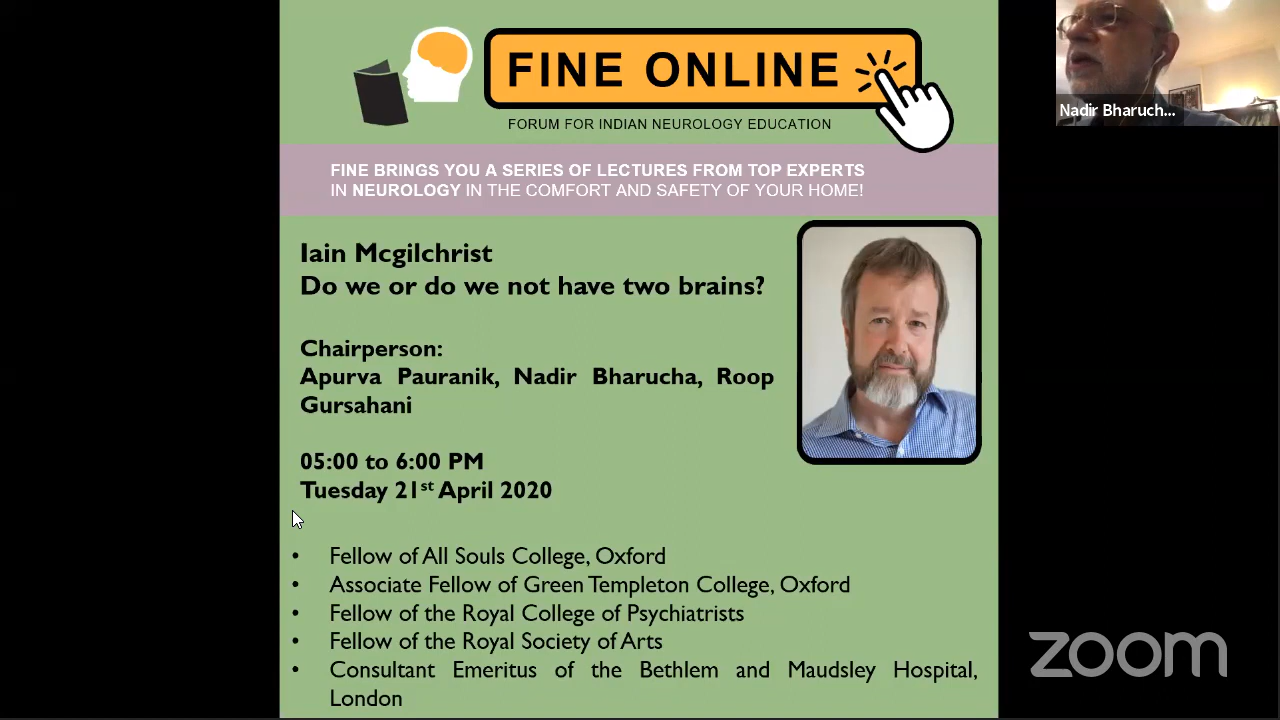 FINE ONLINE
FORUM FOR INDIAN NEUROLOGY EDUCATION
FINE BRINGS YOU A SERIES OF LECTURES FROM TOP EXPERTS
IN NEUROLOGY IN THE COMFORT AND SAFETY OF YOUR HOME!
Iain Mcgilchrist
Do we or do we not have two brains?
Chairperson:
Apurva Pauranik, Nadir Bharucha, Roop
Gursahani
05:00 to 6:00 PM
Tuesday 21st April 2020
• Fellow of All Souls College, Oxford
• Associate Fellow of Green Templeton College, Oxford
• Fellow of the Royal College of Psychiatrists
• Fellow of the Royal Society of Arts
• Consultant Emeritus of the Bethlem and Maudsley Hospital,
London
Nadir Bharuch...
zoom